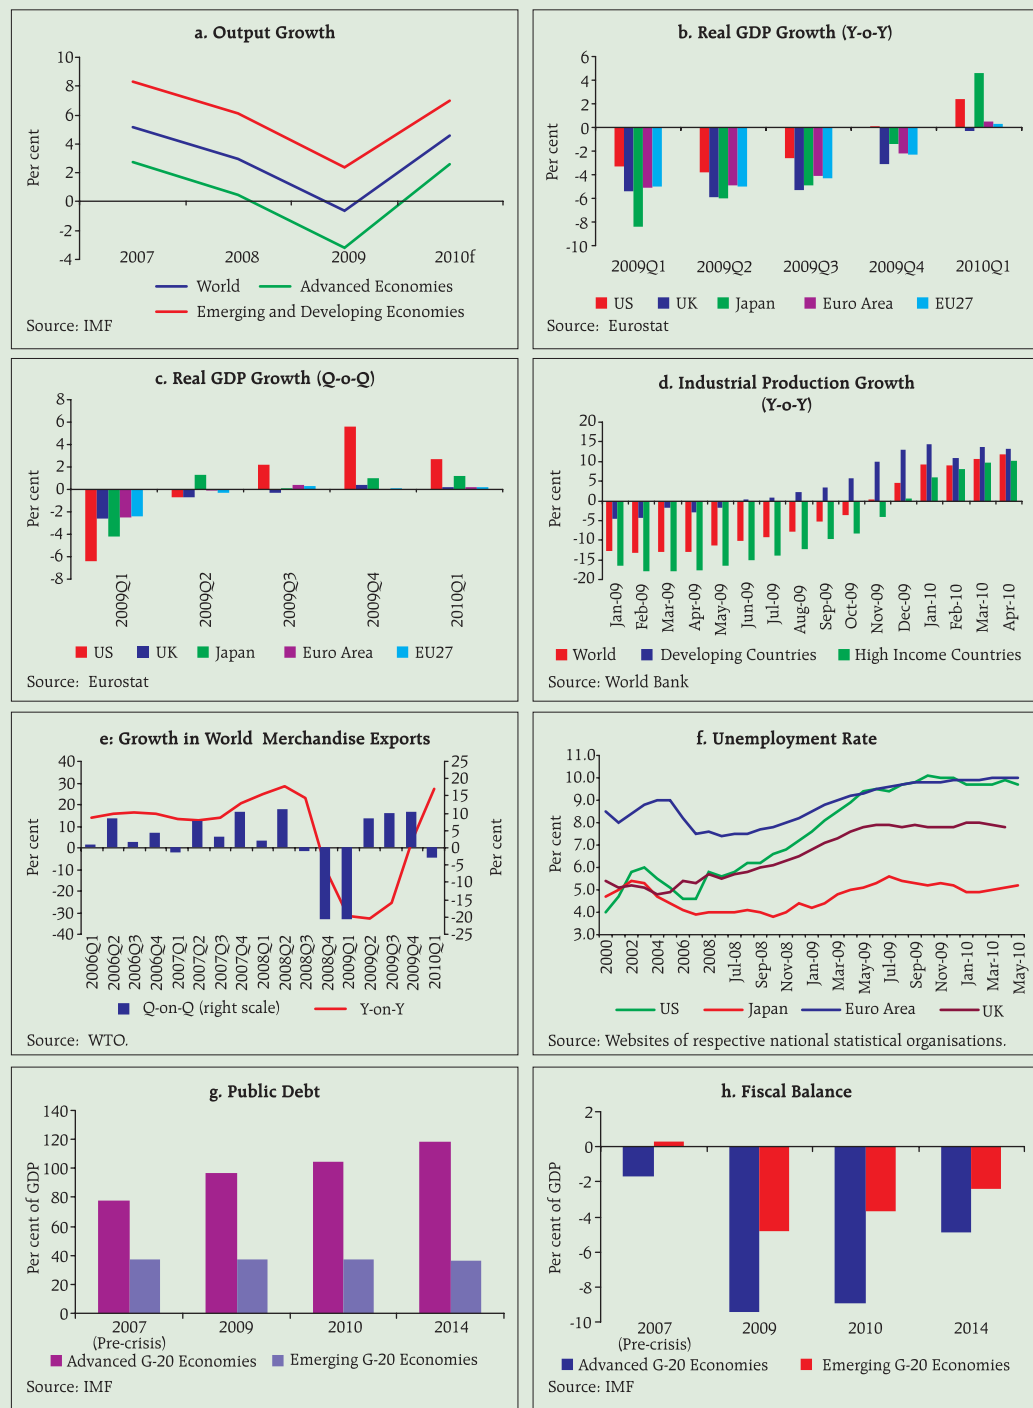 a. Output Growth
Per cent
10
8
6
4
2
0
-2
-4
2007 2008 2009 2010f
World Advanced Economies
Emerging and Developing Economies
Source: IMF
b. Real GDP Growth (Y-o-Y)
Per cent
6
4
2
0
-2
-4
-6
-8
-10
2009Q1 2009Q2 2009Q3 2009Q4 2010Q1
US UK Japan Euro Area EU27
Source: Eurostat
c. Real GDP Growth (Q-o-Q)
Per cent
8
6
4
2
0
-2
-4
-6
-8
2009Q1 2009Q2 2009Q3 2009Q4 2010Q1
US UK Japan Euro Area EU27
Source: Eurostat
d. Industrial Production Growth
(Y-o-Y)
Per cent
20
15
10
5
0
-5
-10
-15
-20
Jan-09 Feb-09 Mar-09 Apr-09 May-09 Jun-09 Jul-09 Aug-09 Sep-09 Oct-09 Nov-09 Dec-09 Jan-10 Feb-10 Mar-10 Apr-10
World Developing Countries High Income Countries
Source: World Bank
e: Growth in World Merchandise Exports
Per cent
40
30
20
10
0
-10
-20
-30
-40
25
20
15
10
5
0
-5
-10
-15
-20
-25
Per cent
2006Q1 2006Q2 2006Q3 2006Q4 2007Q1 2007Q2 2007Q3 2007Q4 2008Q1 2008Q2 2008Q3 2008Q4 2009Q1 2009Q2 2009Q3 2009Q4 2010Q1
Q-on-Q (right scale) Y-on-Y
Source: WTO.
f. Unemployment Rate
Per cent
11.0
10.0
9.0
8.0
7.0
6.0
5.0
4.0
3.0
2000 2002 2004 2006 2008 Jul-08 Sep-08 Nov-08 Jan-09 Mar-09 May-09 Jul-09 Sep-09 Nov-09 Jan-10 Mar-10 May-10
US Japan Euro Area UK
Source: Websites of respective national statistical organisations.
g. Public Debt
Per cent of GDP
140
120
100
80
60
40
20
0
2007 2009 2010 2014
(Pre-crisis)
Advanced G-20 Economies Emerging G-20 Economies
Source: IMF
h. Fiscal Balance
Per cent of GDP
2
0
-2
-4
-6
-8
-10
2007 2009 2010 2014
(Pre-crisis)
Advanced G-20 Economies Emerging G-20 Economies
Source: IMF